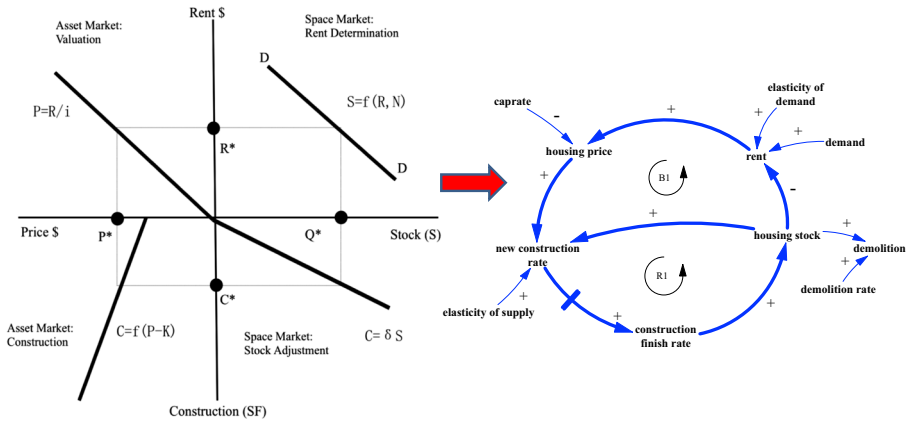 Rent $
Asset Market:
Valuation
Space Market:
Rent Determination
D
P=R/i
S=f(R,N)
R*
D
Price $
P*
Q*
Stock (S)
C*
Asset Market:
Construction
C=f(P-K)
Space Market:
Stock Adjustment
C=δS
Construction (SF)
elasticity of
demand
caprate
-
+
+
+
demand
housing price
rent
+
B1
-
+
housing stock
+
demolition
new construction
rate
R1
+
demolition rate
+
elasticity of supply
+
+
construction
finish rate